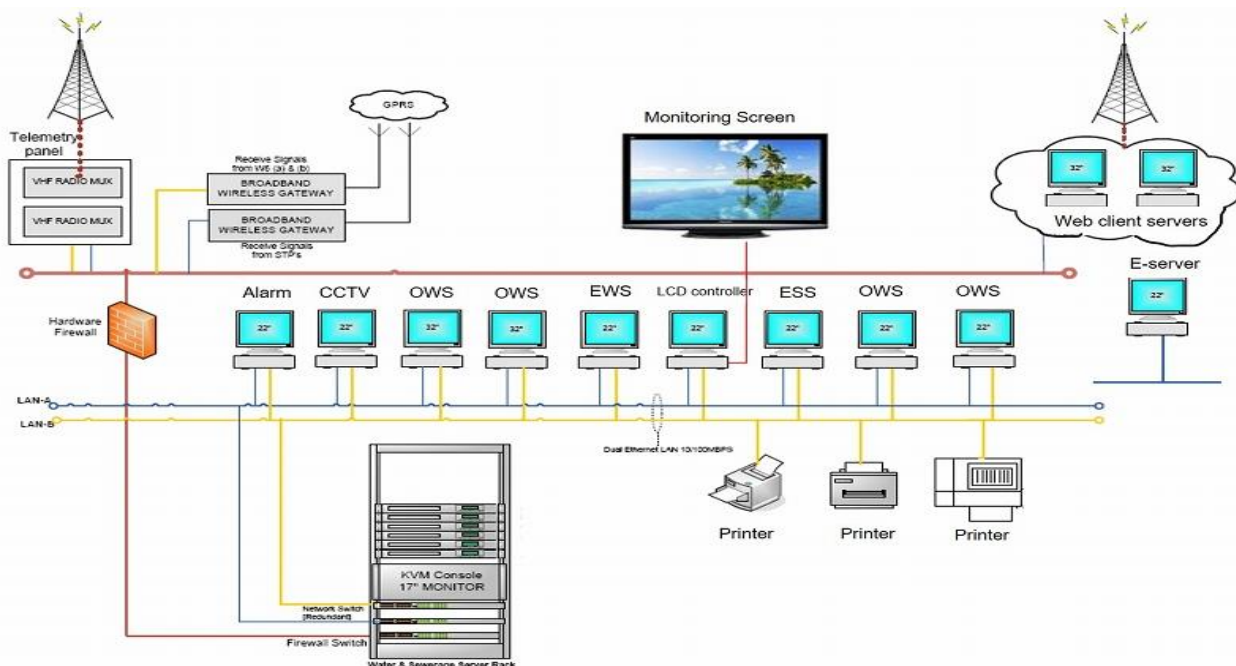 GPRS
Monitoring Screen
Telemetry
panel
VHF RADIO MUX
VHF RADIO MUX
Receive Signals
from W6 (a) & (b)
BROADBAND
WIRELESS GATEWAY
BROADBAND
WIRELESS GATEWAY
Receive Signals
from STP's
32"
32"
Web client servers
E-server
22"
Hardware
Firewall
Alarm
CCTV
OWS
OWS
EWS
LCD controller
ESS
OWS
OWS
22"
22"
32"
32"
22"
22"
22"
22"
22"
LAN-A
LAN-B
Dual Ethernet LAN 10/100MBPS
Printer
Printer
Printer
KVM Console
17" MONITOR
Network Switch
[Redundant]
Firewall Switch
Water & Sewerage Server Rack